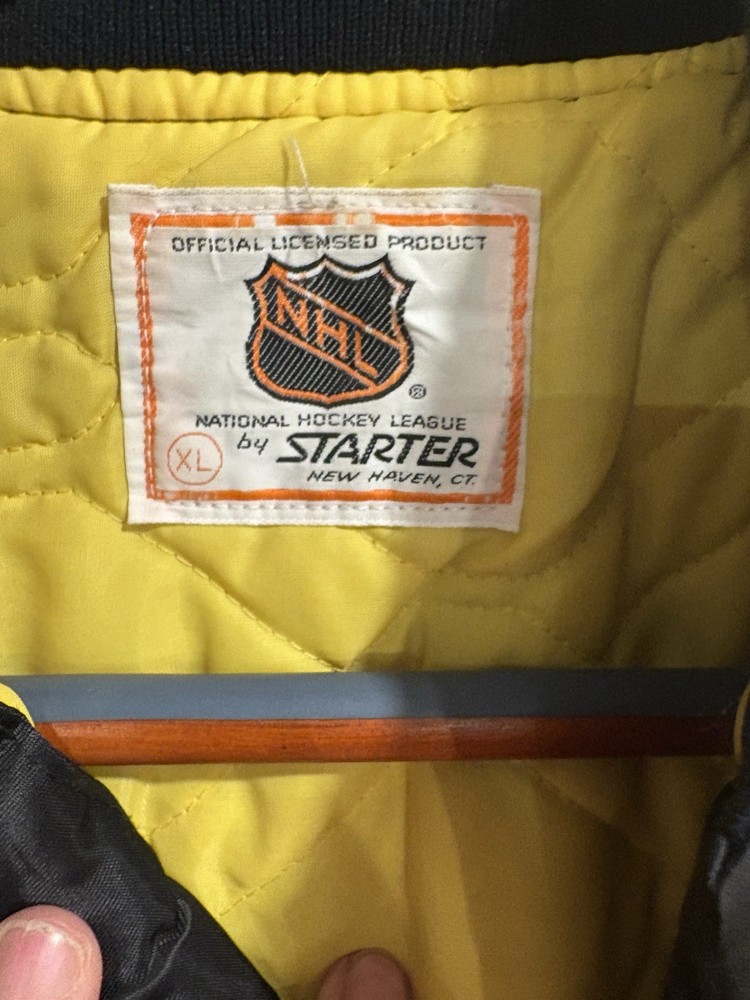 OFFICIAL LICENSED PRODUCT
NHL
®
NATIONAL HOCKEY LEAGUE
by STARTER
XL
NEW HAVEN, CT.